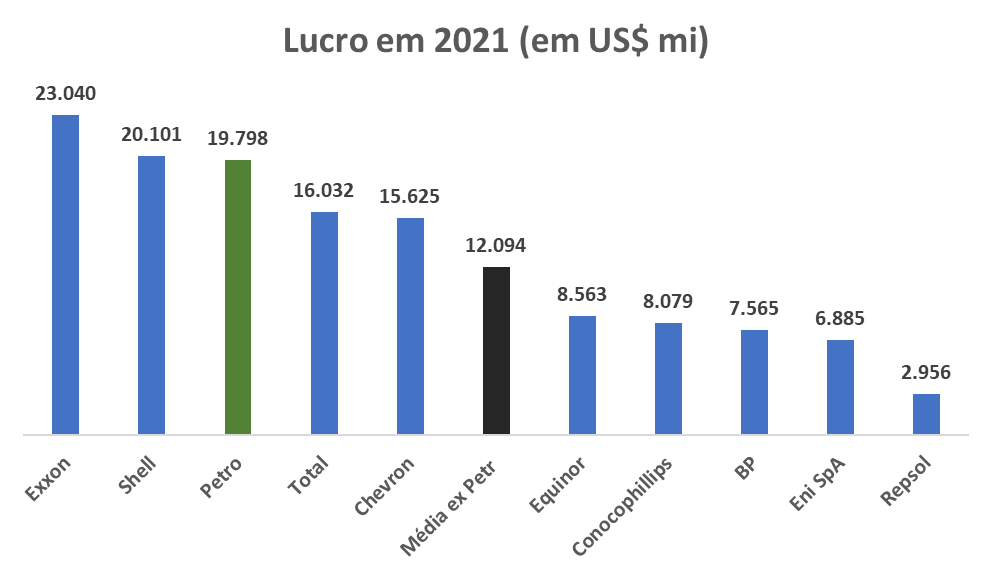 Lucro em 2021 (em US$ mi)
23.040
20.101
19.798
16.032
15.625
12.094
8.563
8.079
7.565
6.885
2.956
Exxon
Shell
Petro
Total
Chevron
Média ex Petr
Equinor
Conocophillips
BP
Eni SpA
Repsol